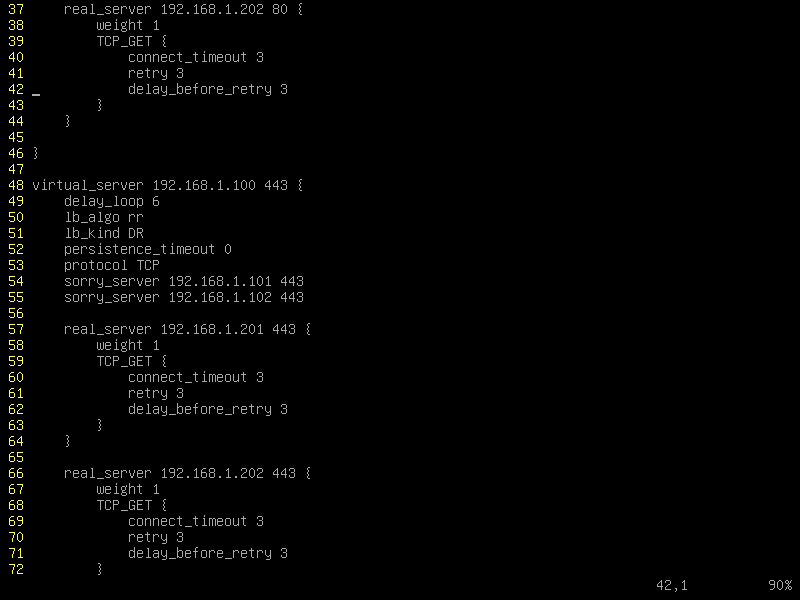 37     real_server 192.168.1.202 80 {
38         weight 1
39         TCP_GET {
40             connect_timeout 3
41             retry 3
42             delay_before_retry 3
43         }
44     }
45
46 }
47
48 virtual_server 192.168.1.100 443 {
49     delay_loop 6
50     lb_algo rr
51     lb_kind DR
52     persistence_timeout 0
53     protocol TCP
54     sorry_server 192.168.1.101 443
55     sorry_server 192.168.1.102 443
56
57     real_server 192.168.1.201 443 {
58         weight 1
59         TCP_GET {
60             connect_timeout 3
61             retry 3
62             delay_before_retry 3
63         }
64     }
65
66     real_server 192.168.1.202 443 {
67         weight 1
68         TCP_GET {
69             connect_timeout 3
70             retry 3
71             delay_before_retry 3
72         }
42,1 90%